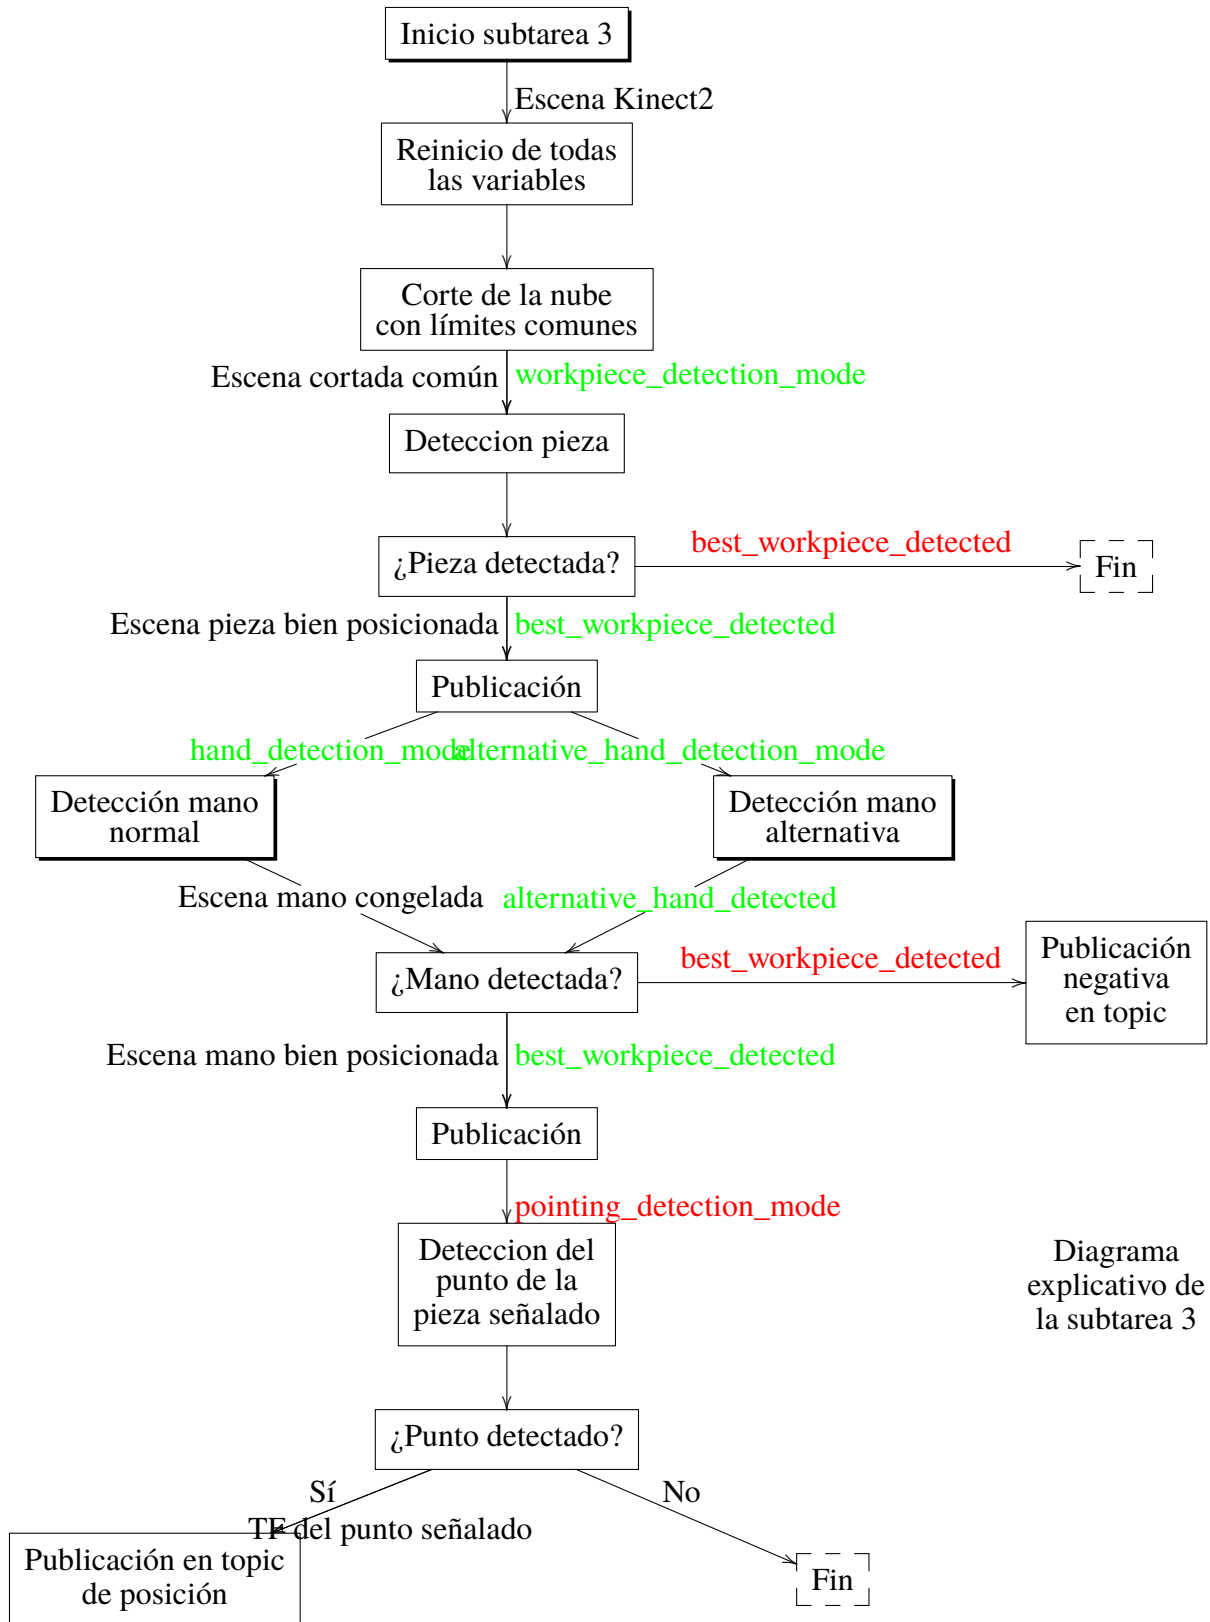 Inicio subtarea 3
Escena Kinect2
Reinicio de todas
las variables
Corte de la nube
con límites comunes
Escena cortada común
workpiece_detection_mode
Deteccion pieza
best_workpiece_detected
¿Pieza detectada?
Fin
Escena pieza bien posicionada
best_workpiece_detected
Publicación
hand_detection_mode
alternative_hand_detection_mode
Detección mano
normal
Detección mano
alternativa
Escena mano congelada
alternative_hand_detected
¿Mano detectada?
best_workpiece_detected
Publicación
negativa
en topic
Escena mano bien posicionada
best_workpiece_detected
Publicación
pointing_detection_mode
Deteccion del
punto de la
pieza señalado
Diagrama
explicativo de
la subtarea 3
¿Punto detectado?
Sí
No
TF del punto señalado
Publicación en topic
de posición
Fin